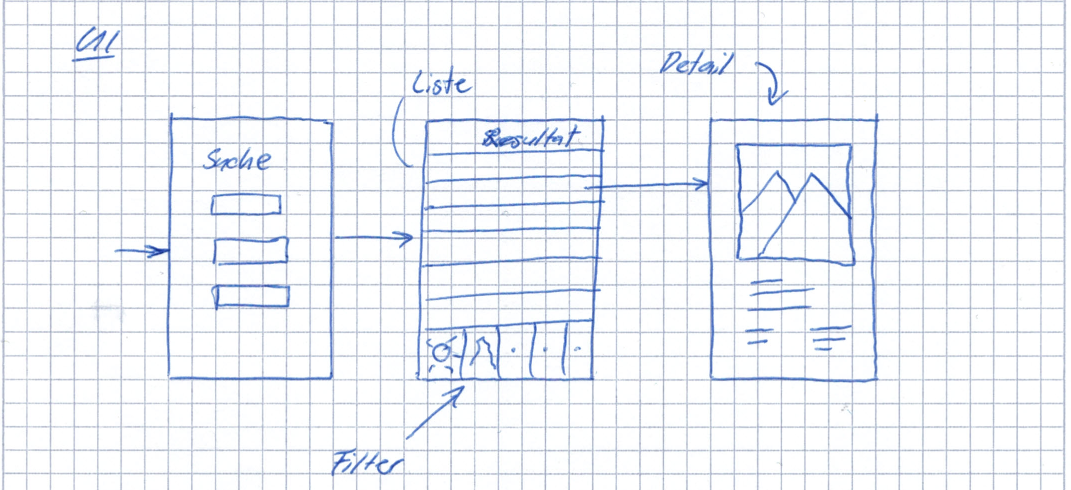 UI
Detail
Liste
Resultat
Suche
Filter